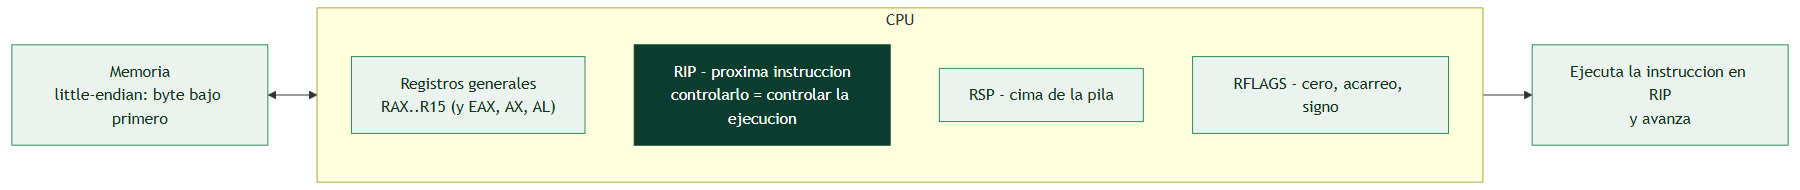 CPU
Memoria
little-endian: byte bajo
primero
Registros generales
RAX..R15 (y EAX, AX, AL)
RIP - proxima instruccion
controlarlo = controlar la
ejecucion
RSP - cima de la pila
RFLAGS - cero, acarreo,
signo
Ejecuta la instruccion en
RIP
y avanza